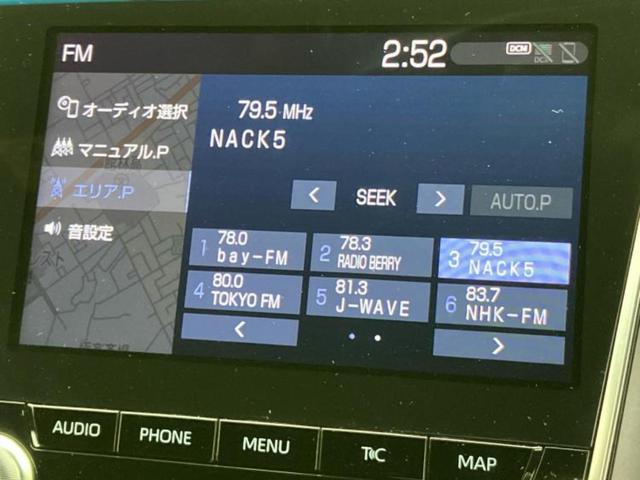 FM
2:52
DCM
オーディオ選択
マニュアル.P
エリア.P
音設定
79.5 MHz
NACK5
< SEEK > AUTO.P
1 78.0 bay-FM
2 78.3 RADIO BERRY
3 79.5 NACK5
4 80.0 TOKYO FM
5 81.3 J-WAVE
6 83.7 NHK-FM
< >
AUDIO PHONE MENU T C MAP